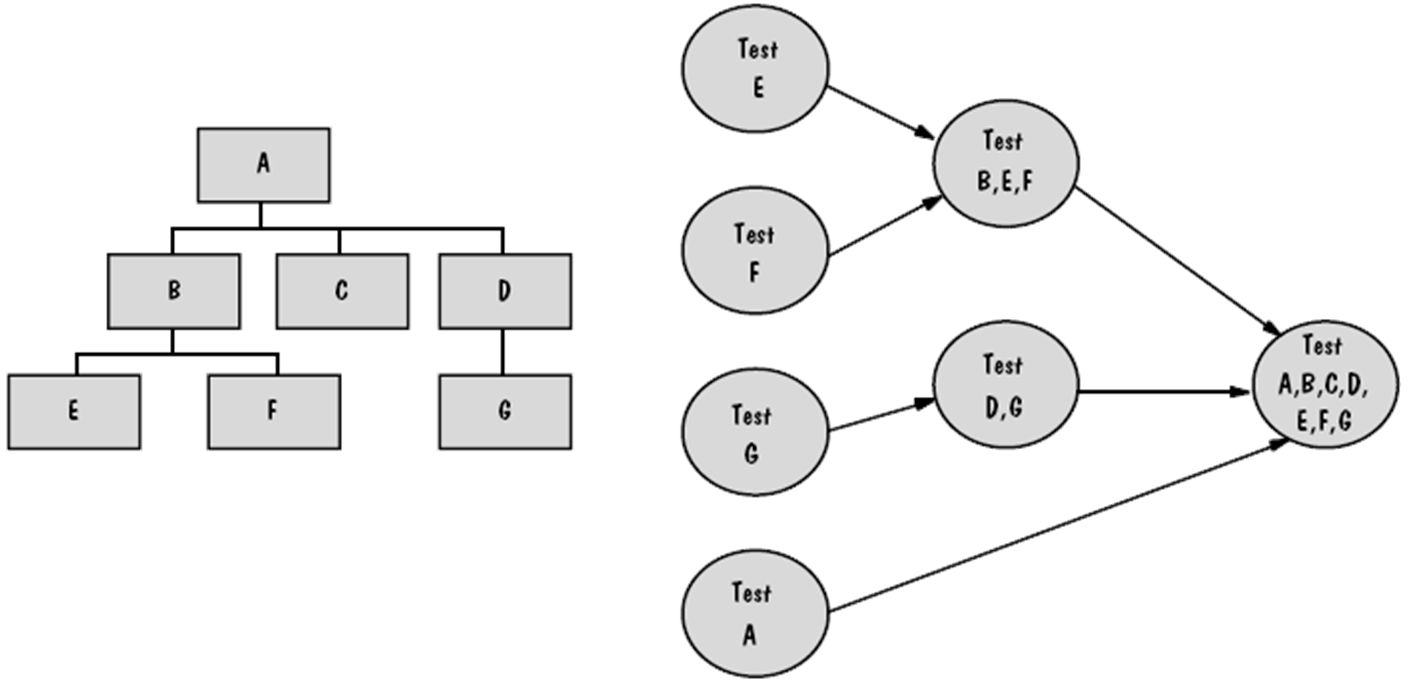 A
B
C
D
E
F
G
Test
E
Test
F
Test
G
Test
A
Test
B,E,F
Test
D,G
Test
A,B,C,D,
E,F,G